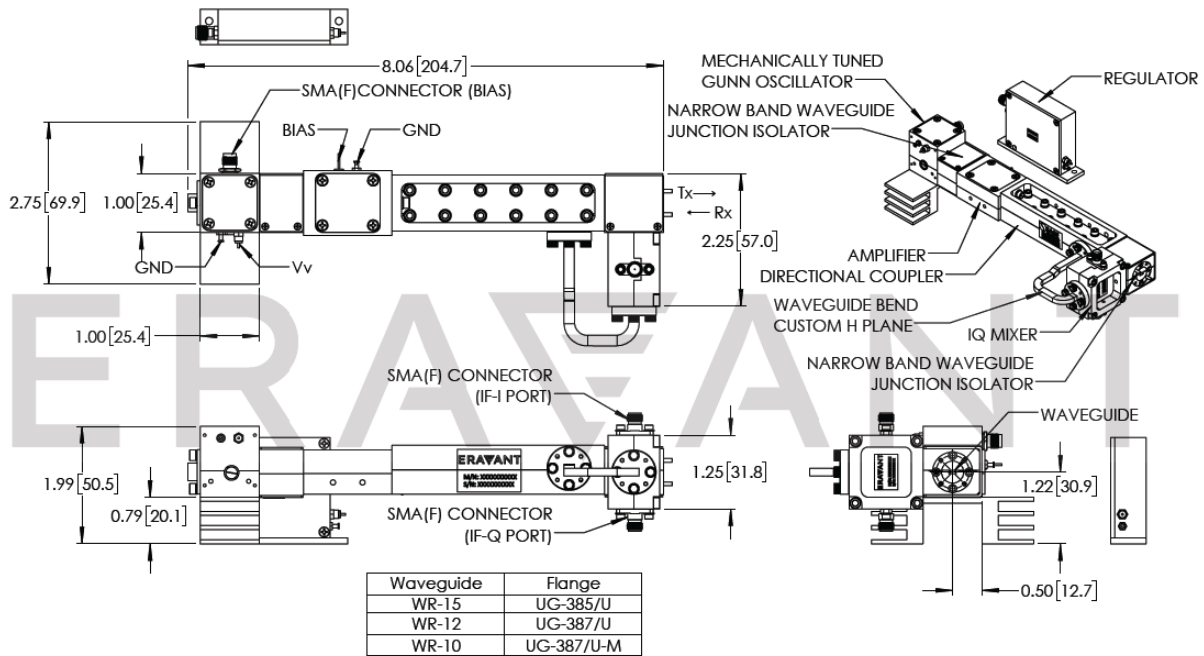 8.06[204.7]
SMA(F)CONNECTOR (BIAS)
BIAS
GND
2.75[69.9]
1.00[25.4]
Tx
Rx
2.25[57.0]
GND
Vv
1.00[25.4]
MECHANICALLY TUNED
GUNN OSCILLATOR
REGULATOR
NARROW BAND WAVEGUIDE
JUNCTION ISOLATOR
AMPLIFIER
DIRECTIONAL COUPLER
WAVEGUIDE BEND
CUSTOM H PLANE
IQ MIXER
NARROW BAND WAVEGUIDE
JUNCTION ISOLATOR
ERAVANT
SMA(F) CONNECTOR
(IF-I PORT)
1.99[50.5]
0.79[20.1]
ERAVANT
M/N: XXXXXXXXXX
S/N: XXXXXXXXXX
1.25[31.8]
SMA(F) CONNECTOR
(IF-Q PORT)
WAVEGUIDE
1.22[30.9]
0.50[12.7]
Waveguide Flange
WR-15 UG-385/U
WR-12 UG-387/U
WR-10 UG-387/U-M